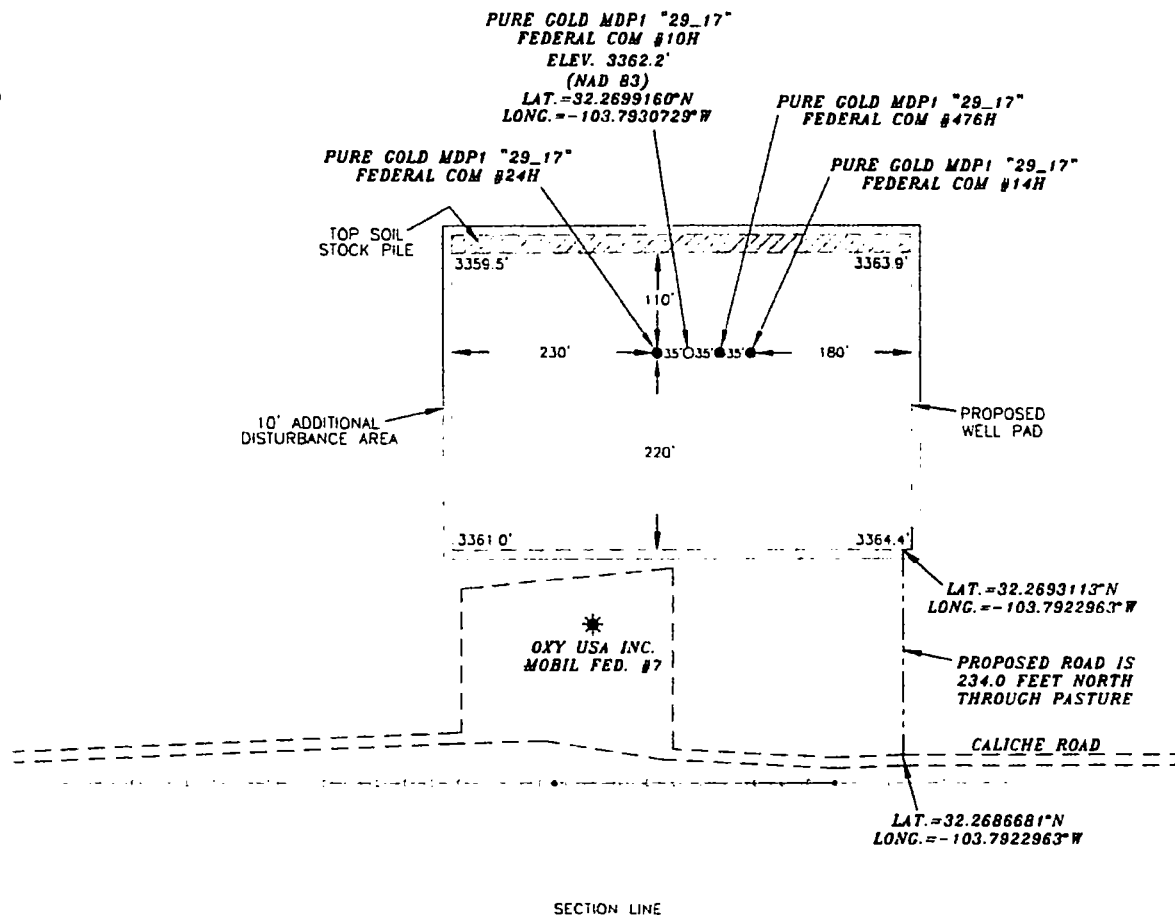 PURE GOLD MDP1 "29_17"
FEDERAL COM #10H
ELEV. 3362.2'
(NAD 83)
LAT.=32.2699160°N
LONG.=-103.7930729°W
PURE GOLD MDP1 "29_17"
FEDERAL COM #476H
PURE GOLD MDP1 "29_17"
FEDERAL COM #24H
PURE GOLD MDP1 "29_17"
FEDERAL COM #14H
TOP SOIL
STOCK PILE
3359.5'
3363.9'
110'
230'
35'
35'
35'
180'
10' ADDITIONAL
DISTURBANCE AREA
PROPOSED
WELL PAD
220'
3361.0'
3364.4'
LAT.=32.2693113°N
LONG.=-103.7922963°W
OXY USA INC.
MOBIL FED. #7
PROPOSED ROAD IS
234.0 FEET NORTH
THROUGH PASTURE
CALICHE ROAD
LAT.=32.2686681°N
LONG.=-103.7922963°W
SECTION LINE